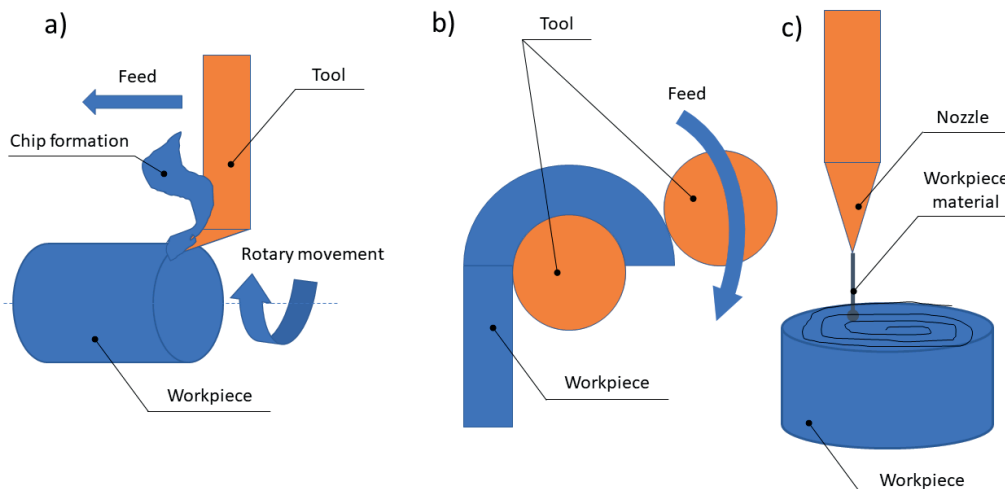 a)
Feed
Tool
Chip formation
Rotary movement
Workpiece
b)
Tool
Feed
Workpiece
c)
Nozzle
Workpiece
material
Workpiece